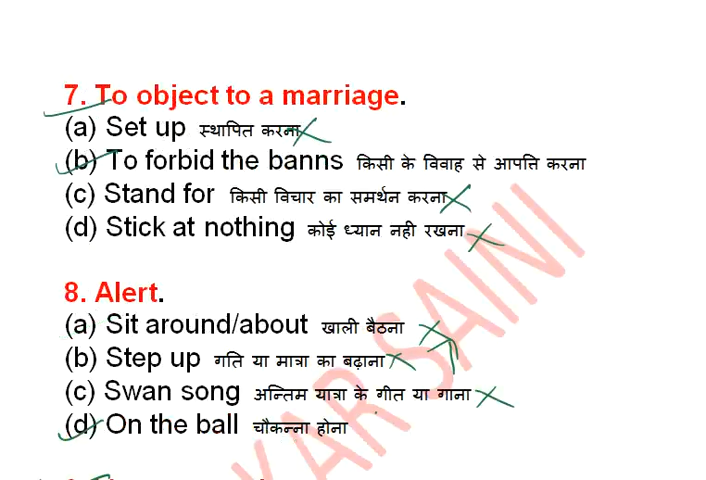 7. To object to a marriage.
(a) Set up स्थापित करना
(b) To forbid the banns किसी के विवाह से आपत्ति करना
(c) Stand for किसी विचार का समर्थन करना
(d) Stick at nothing कोई ध्यान नही रखना
8. Alert.
(a) Sit around/about खाली बैठना
(b) Step up गति या मात्रा का बढ़ाना
(c) Swan song अन्तिम यात्रा के गीत या गाना
(d) On the ball चौकन्ना होना
KAR SAINI